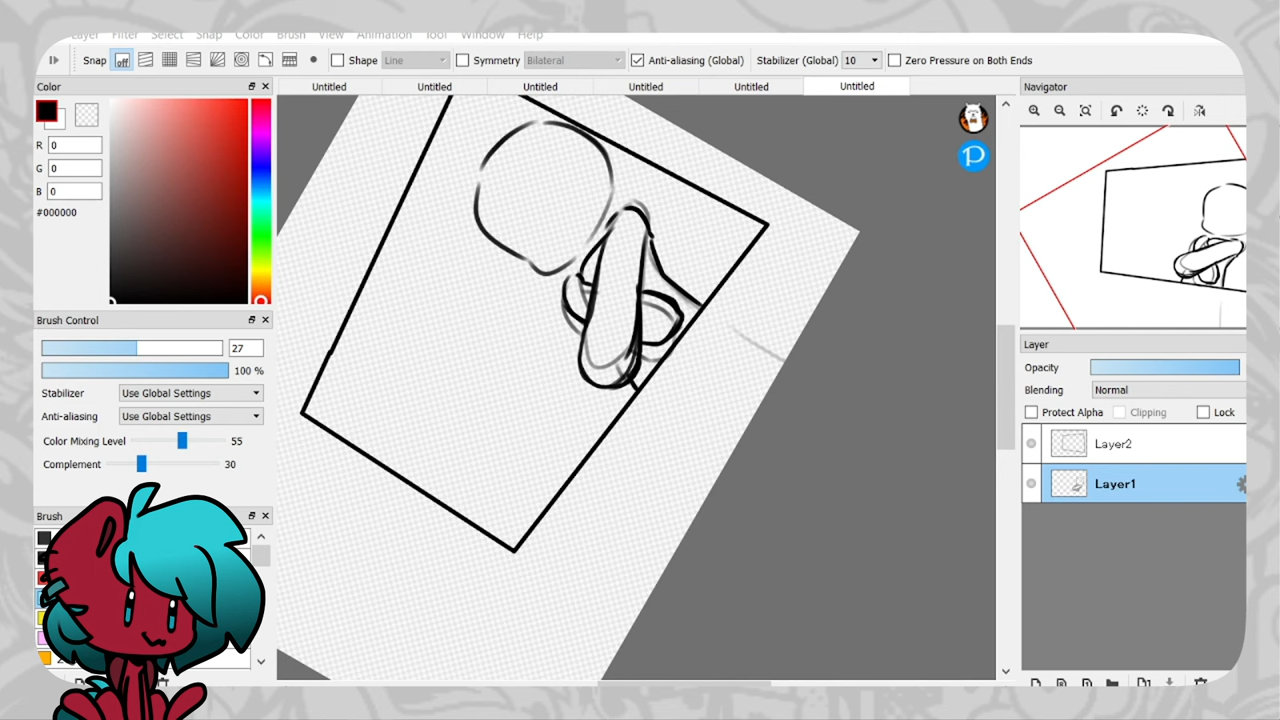 Layer Filter Select Snap Color Brush View Animation Tool Window Help
Snap off Shape Line Symmetry Bilateral Anti-aliasing (Global) Stabilizer (Global) 10 Zero Pressure on Both Ends
Color
Untitled Untitled Untitled Untitled Untitled Untitled
Navigator
R 0
G 0
B 0
#000000
Brush Control
27
100 %
Stabilizer Use Global Settings
Anti-aliasing Use Global Settings
Color Mixing Level 55
Complement 30
Brush
Layer
Opacity
Blending Normal
Protect Alpha Clipping Lock
Layer2
Layer1